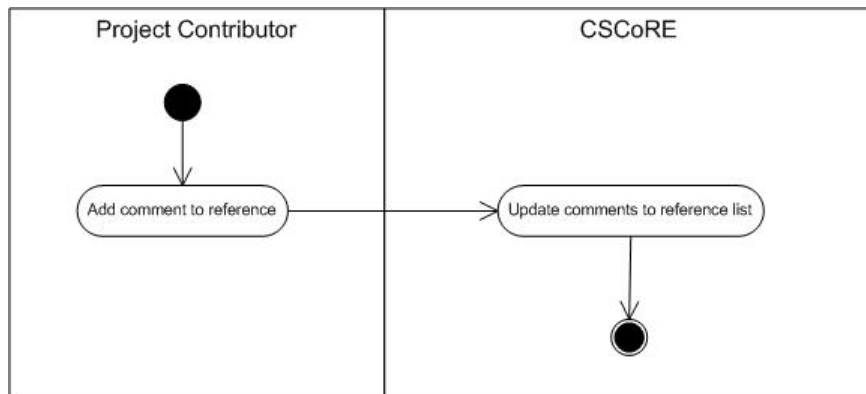 Project Contributor
CSCoRE
Add comment to reference
Update comments to reference list